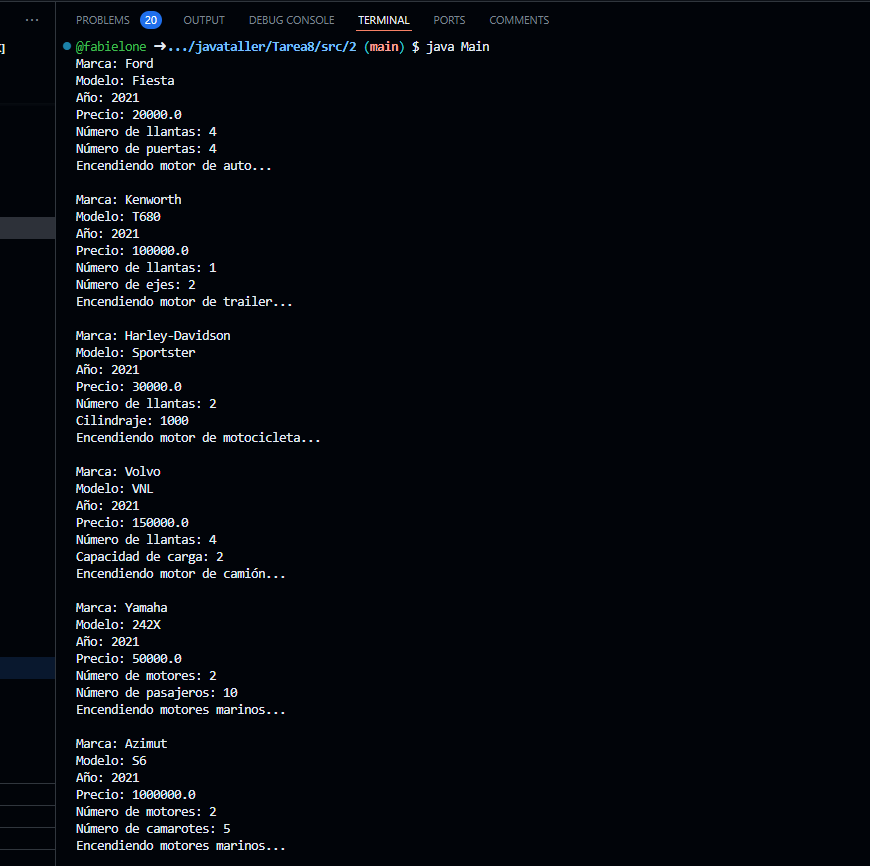 PROBLEMS 20 OUTPUT DEBUG CONSOLE TERMINAL PORTS COMMENTS
@fabielone ➜.../javataller/Tarea8/src/2 (main) $ java Main
Marca: Ford
Modelo: Fiesta
Año: 2021
Precio: 20000.0
Número de llantas: 4
Número de puertas: 4
Encendiendo motor de auto...
Marca: Kenworth
Modelo: T680
Año: 2021
Precio: 100000.0
Número de llantas: 1
Número de ejes: 2
Encendiendo motor de trailer...
Marca: Harley-Davidson
Modelo: Sportster
Año: 2021
Precio: 30000.0
Número de llantas: 2
Cilindraje: 1000
Encendiendo motor de motocicleta...
Marca: Volvo
Modelo: VNL
Año: 2021
Precio: 150000.0
Número de llantas: 4
Capacidad de carga: 2
Encendiendo motor de camión...
Marca: Yamaha
Modelo: 242X
Año: 2021
Precio: 50000.0
Número de motores: 2
Número de pasajeros: 10
Encendiendo motores marinos...
Marca: Azimut
Modelo: S6
Año: 2021
Precio: 1000000.0
Número de motores: 2
Número de camarotes: 5
Encendiendo motores marinos...